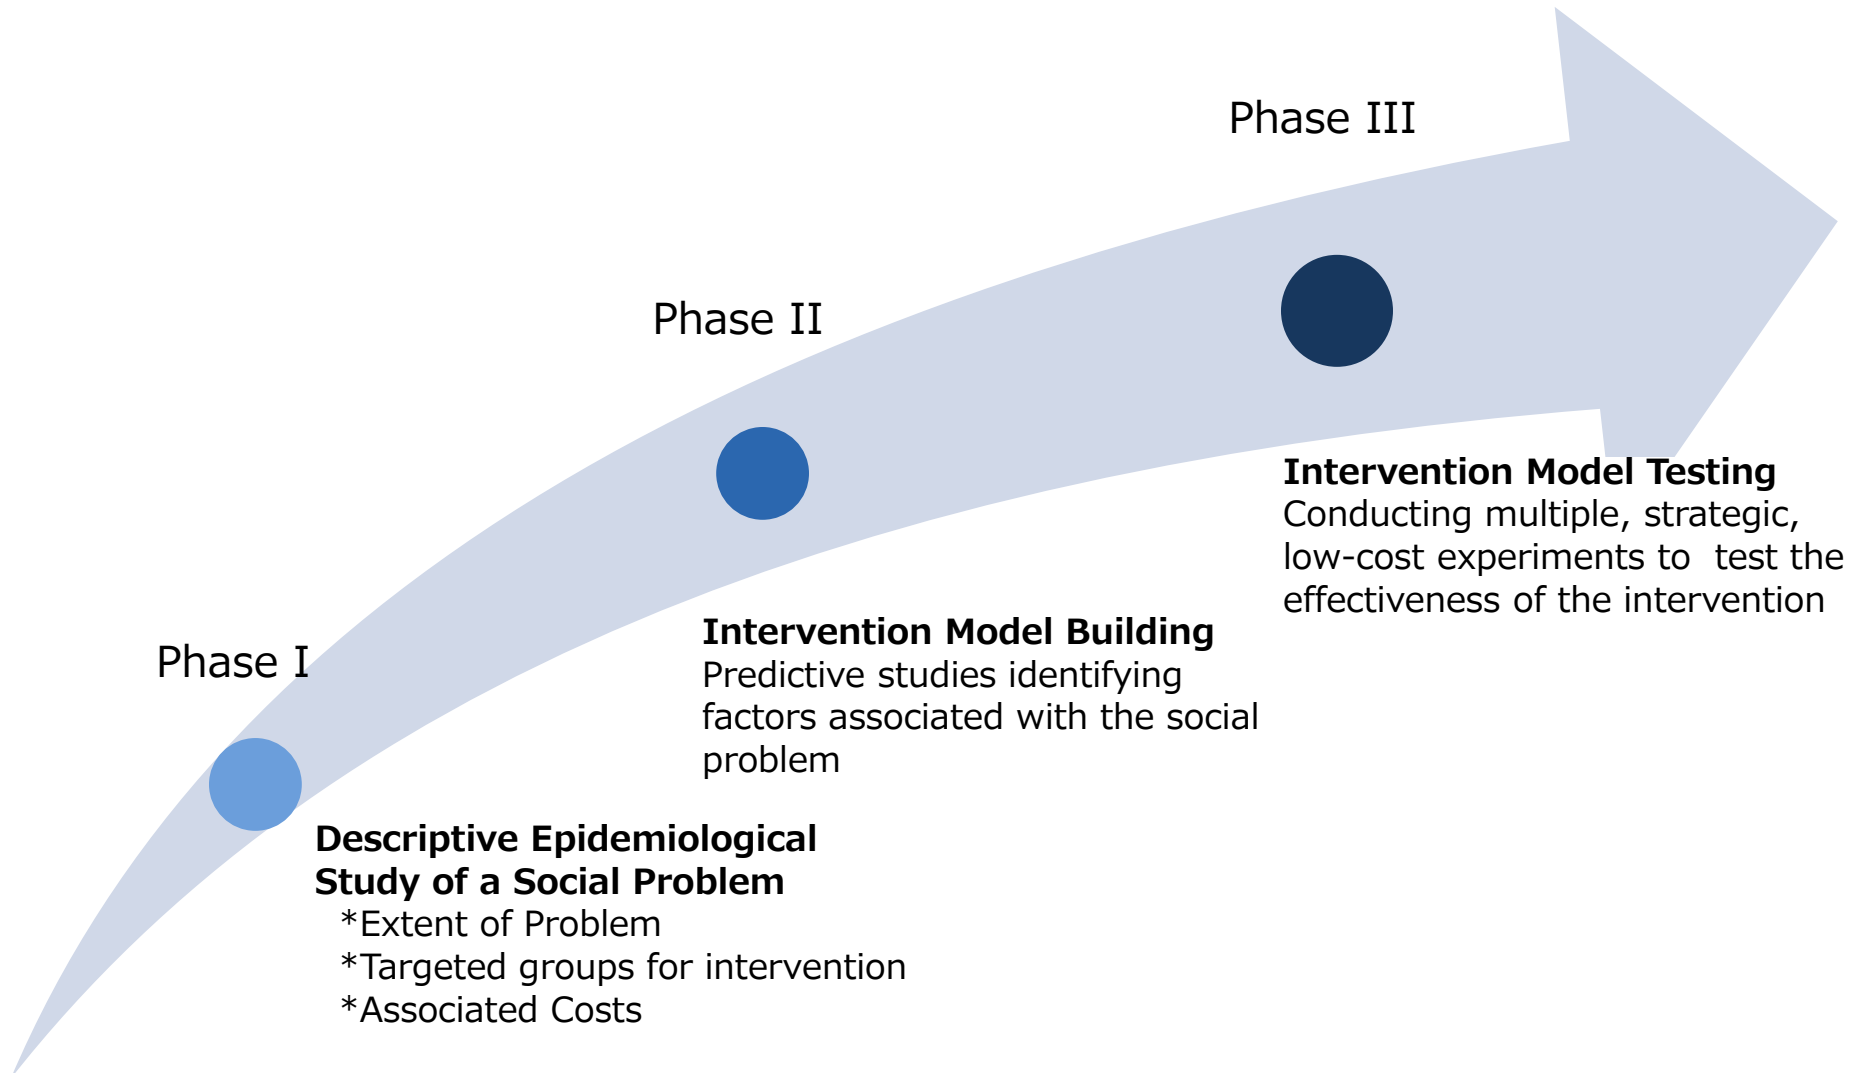 Phase I
Descriptive Epidemiological
Study of a Social Problem
*Extent of Problem
*Targeted groups for intervention
*Associated Costs
Phase II
Intervention Model Building
Predictive studies identifying
factors associated with the social
problem
Phase III
Intervention Model Testing
Conducting multiple, strategic,
low-cost experiments to  test the
effectiveness of the intervention